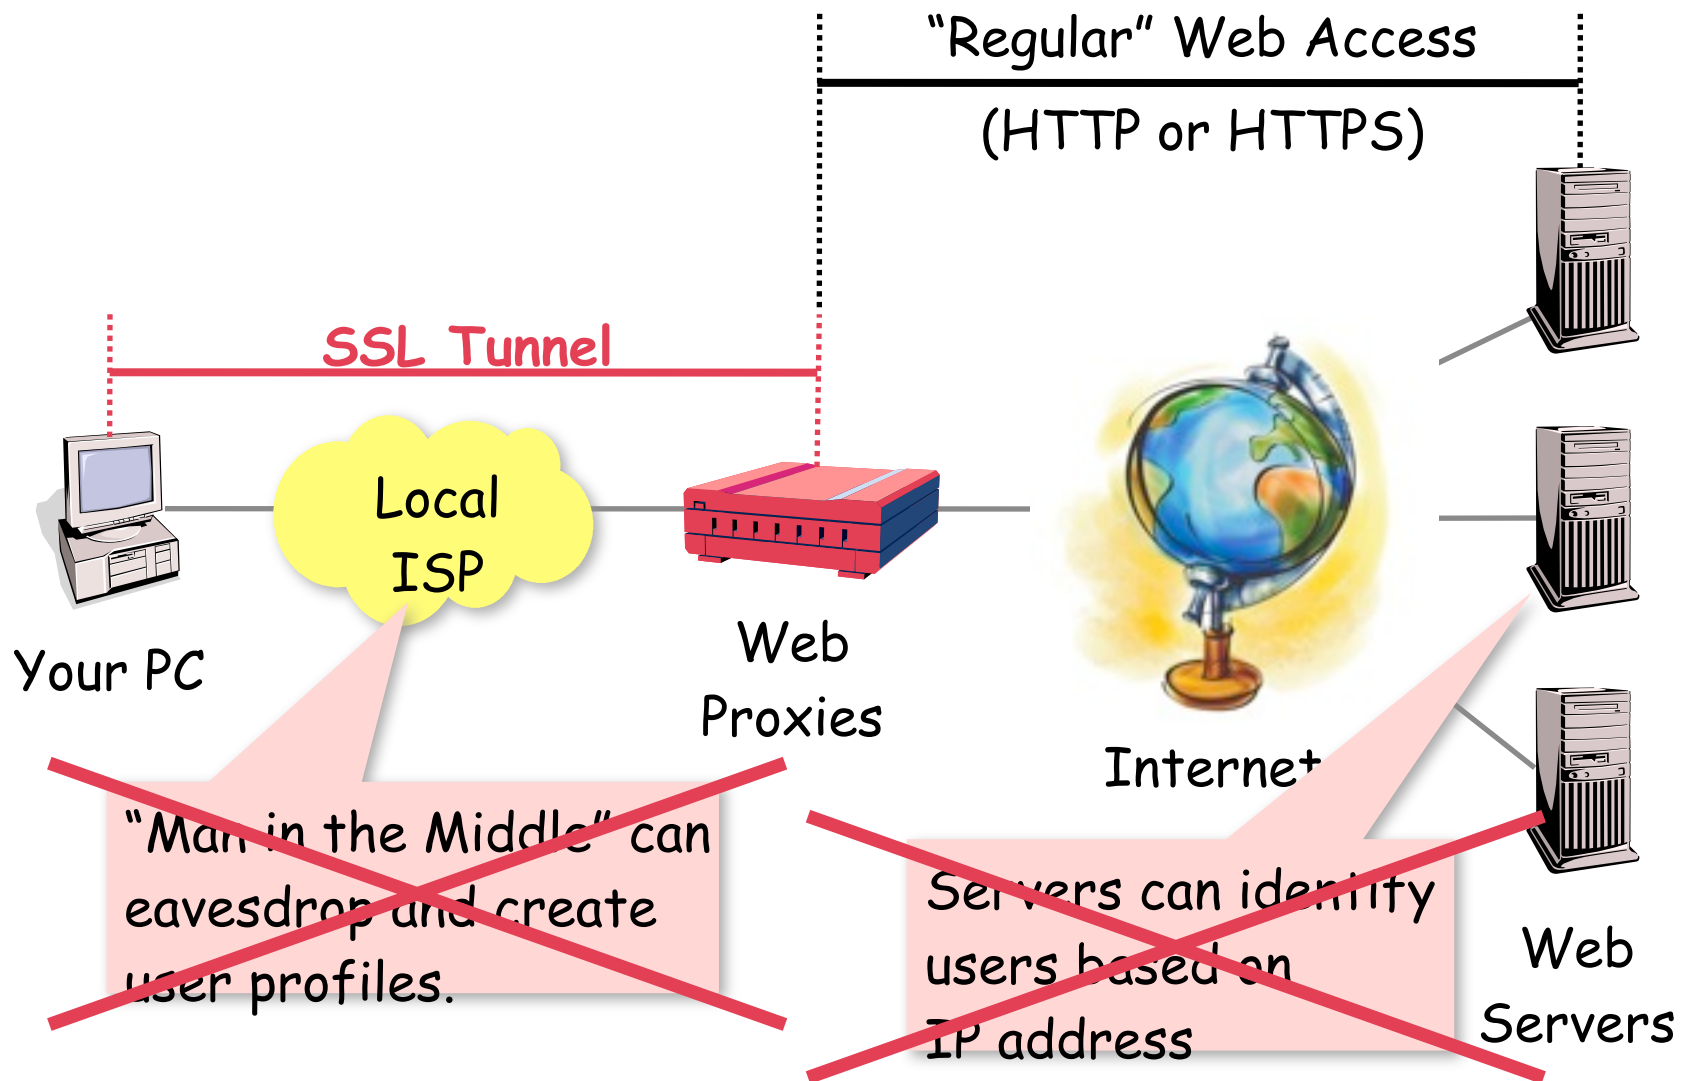 “Regular” Web Access
(HTTP or HTTPS)
SSL Tunnel
Local
ISP
Your PC
Web
Proxies
Internet
“Man in the Middle” can
eavesdrop and create
user profiles.
Servers can identify
users based on
IP address
Web
Servers